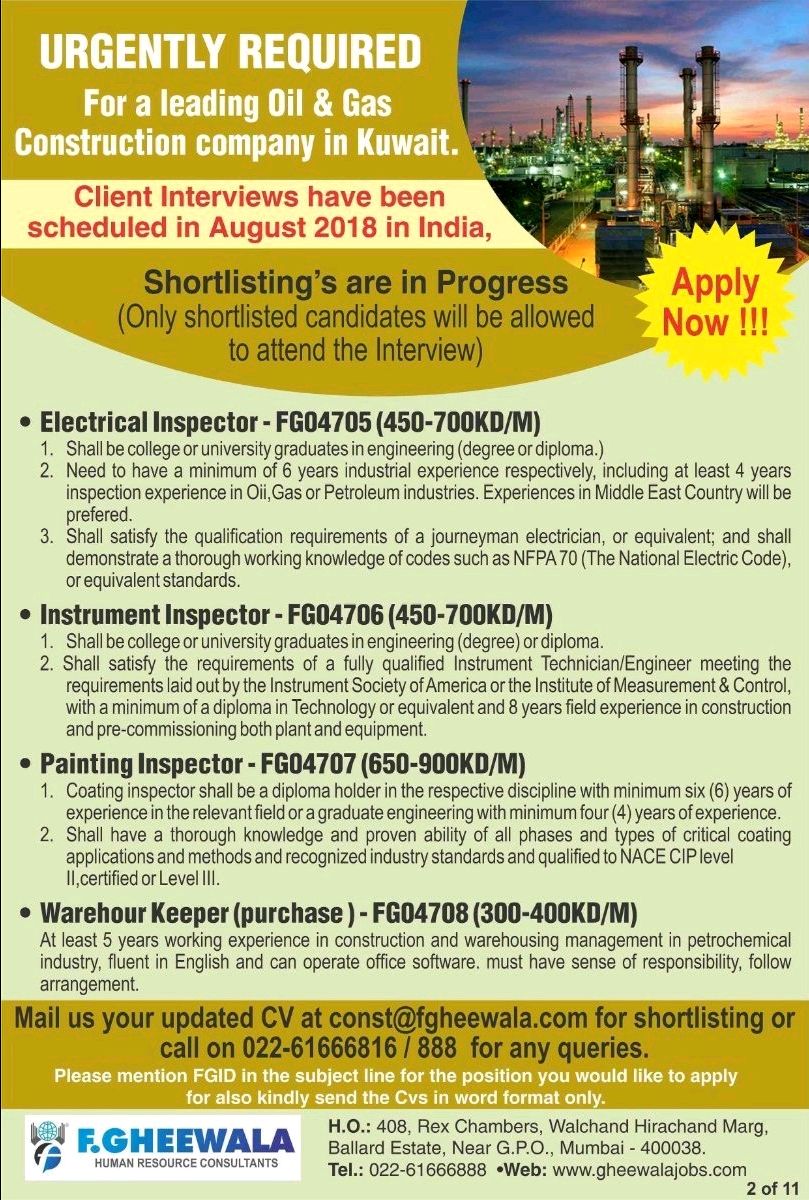 URGENTLY REQUIRED
For a leading Oil & Gas
Construction company in Kuwait.
Client Interviews have been
scheduled in August 2018 in India,
Shortlisting's are in Progress
(Only shortlisted candidates will be allowed
to attend the Interview)
Apply
Now !!!
• Electrical Inspector - FG04705 (450-700KD/M)
1. Shall be college or university graduates in engineering (degree or diploma.)
2. Need to have a minimum of 6 years industrial experience respectively, including at least 4 years
inspection experience in Oii,Gas or Petroleum industries. Experiences in Middle East Country will be
prefered.
3. Shall satisfy the qualification requirements of a journeyman electrician, or equivalent; and shall
demonstrate a thorough working knowledge of codes such as NFPA 70 (The National Electric Code),
or equivalent standards.
• Instrument Inspector - FG04706 (450-700KD/M)
1. Shall be college or university graduates in engineering (degree) or diploma.
2. Shall satisfy the requirements of a fully qualified Instrument Technician/Engineer meeting the
requirements laid out by the Instrument Society of America or the Institute of Measurement & Control,
with a minimum of a diploma in Technology or equivalent and 8 years field experience in construction
and pre-commissioning both plant and equipment.
• Painting Inspector - FG04707 (650-900KD/M)
1. Coating inspector shall be a diploma holder in the respective discipline with minimum six (6) years of
experience in the relevant field or a graduate engineering with minimum four (4) years of experience.
2. Shall have a thorough knowledge and proven ability of all phases and types of critical coating
applications and methods and recognized industry standards and qualified to NACE CIP level
II,certified or Level III.
• Warehour Keeper (purchase ) - FG04708 (300-400KD/M)
At least 5 years working experience in construction and warehousing management in petrochemical
industry, fluent in English and can operate office software. must have sense of responsibility, follow
arrangement.
Mail us your updated CV at const@fgheewala.com for shortlisting or
call on 022-61666816 / 888 for any queries.
Please mention FGID in the subject line for the position you would like to apply
for also kindly send the Cvs in word format only.
F.GHEEWALA
HUMAN RESOURCE CONSULTANTS
H.O.: 408, Rex Chambers, Walchand Hirachand Marg,
Ballard Estate, Near G.P.O., Mumbai - 400038.
Tel.: 022-61666888 •Web: www.gheewalajobs.com
2 of 11